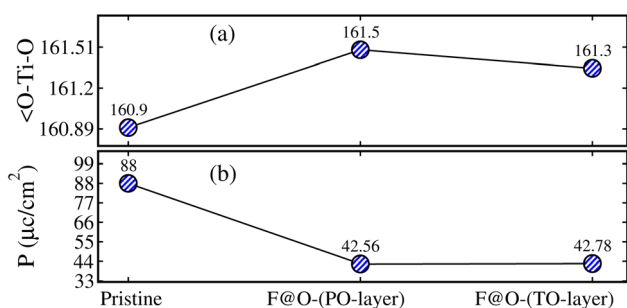 (a)
<O-Ti-O
161.51
161.2
160.89
160.9
161.5
161.3
(b)
P (μc/cm²)
99
88
77
66
55
44
33
88
42.56
42.78
Pristine
F@O-(PO-layer)
F@O-(TO-layer)